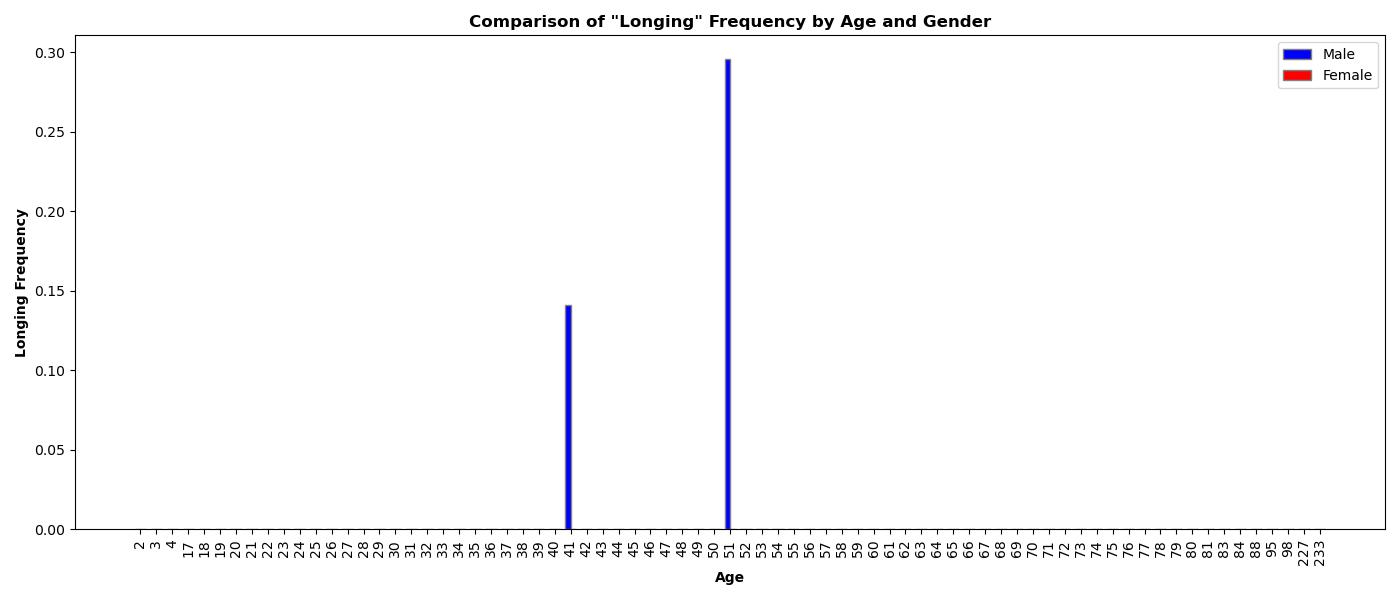 Comparison of "Longing" Frequency by Age and Gender
Male
Female
Longing Frequency
0.30
0.25
0.20
0.15
0.10
0.05
0.00
2 3 4 17 18 19 20 21 22 23 24 25 26 27 28 29 30 31 32 33 34 35 36 37 38 39 40 41 42 43 44 45 46 47 48 49 50 51 52 53 54 55 56 57 58 59 60 61 62 63 64 65 66 67 68 69 70 71 72 73 74 75 76 77 78 79 80 81 83 84 88 95 98 227 233
Age